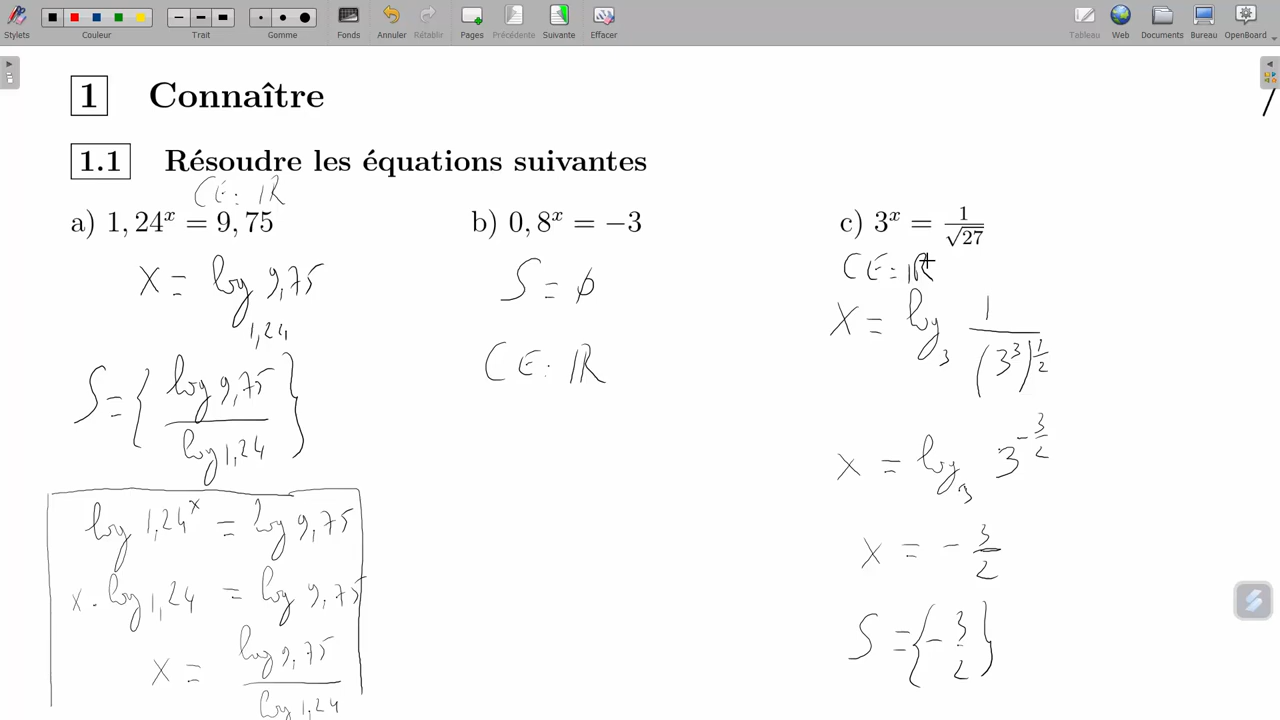 Stylets Couleur Trait Gomme Fonds Annuler Rétablir Pages Précédente Suivante Effacer Tableau Web Documents Bureau OpenBoard
1 Connaître
1.1 Résoudre les équations suivantes
CE: ℝ
a) 1,24^x = 9,75
x = log_{1,24} 9,75
S = { log 9,75 / log 1,24 }
log 1,24^x = log 9,75
x · log 1,24 = log 9,75
x = log 9,75 / log 1,24
b) 0,8^x = −3
S = ∅
CE: ℝ
c) 3^x = 1/√27
CE: ℝ
x = log_3 1/(3^3)^{1/2}
x = log_3 3^{-3/2}
x = -3/2
S = { -3/2 }